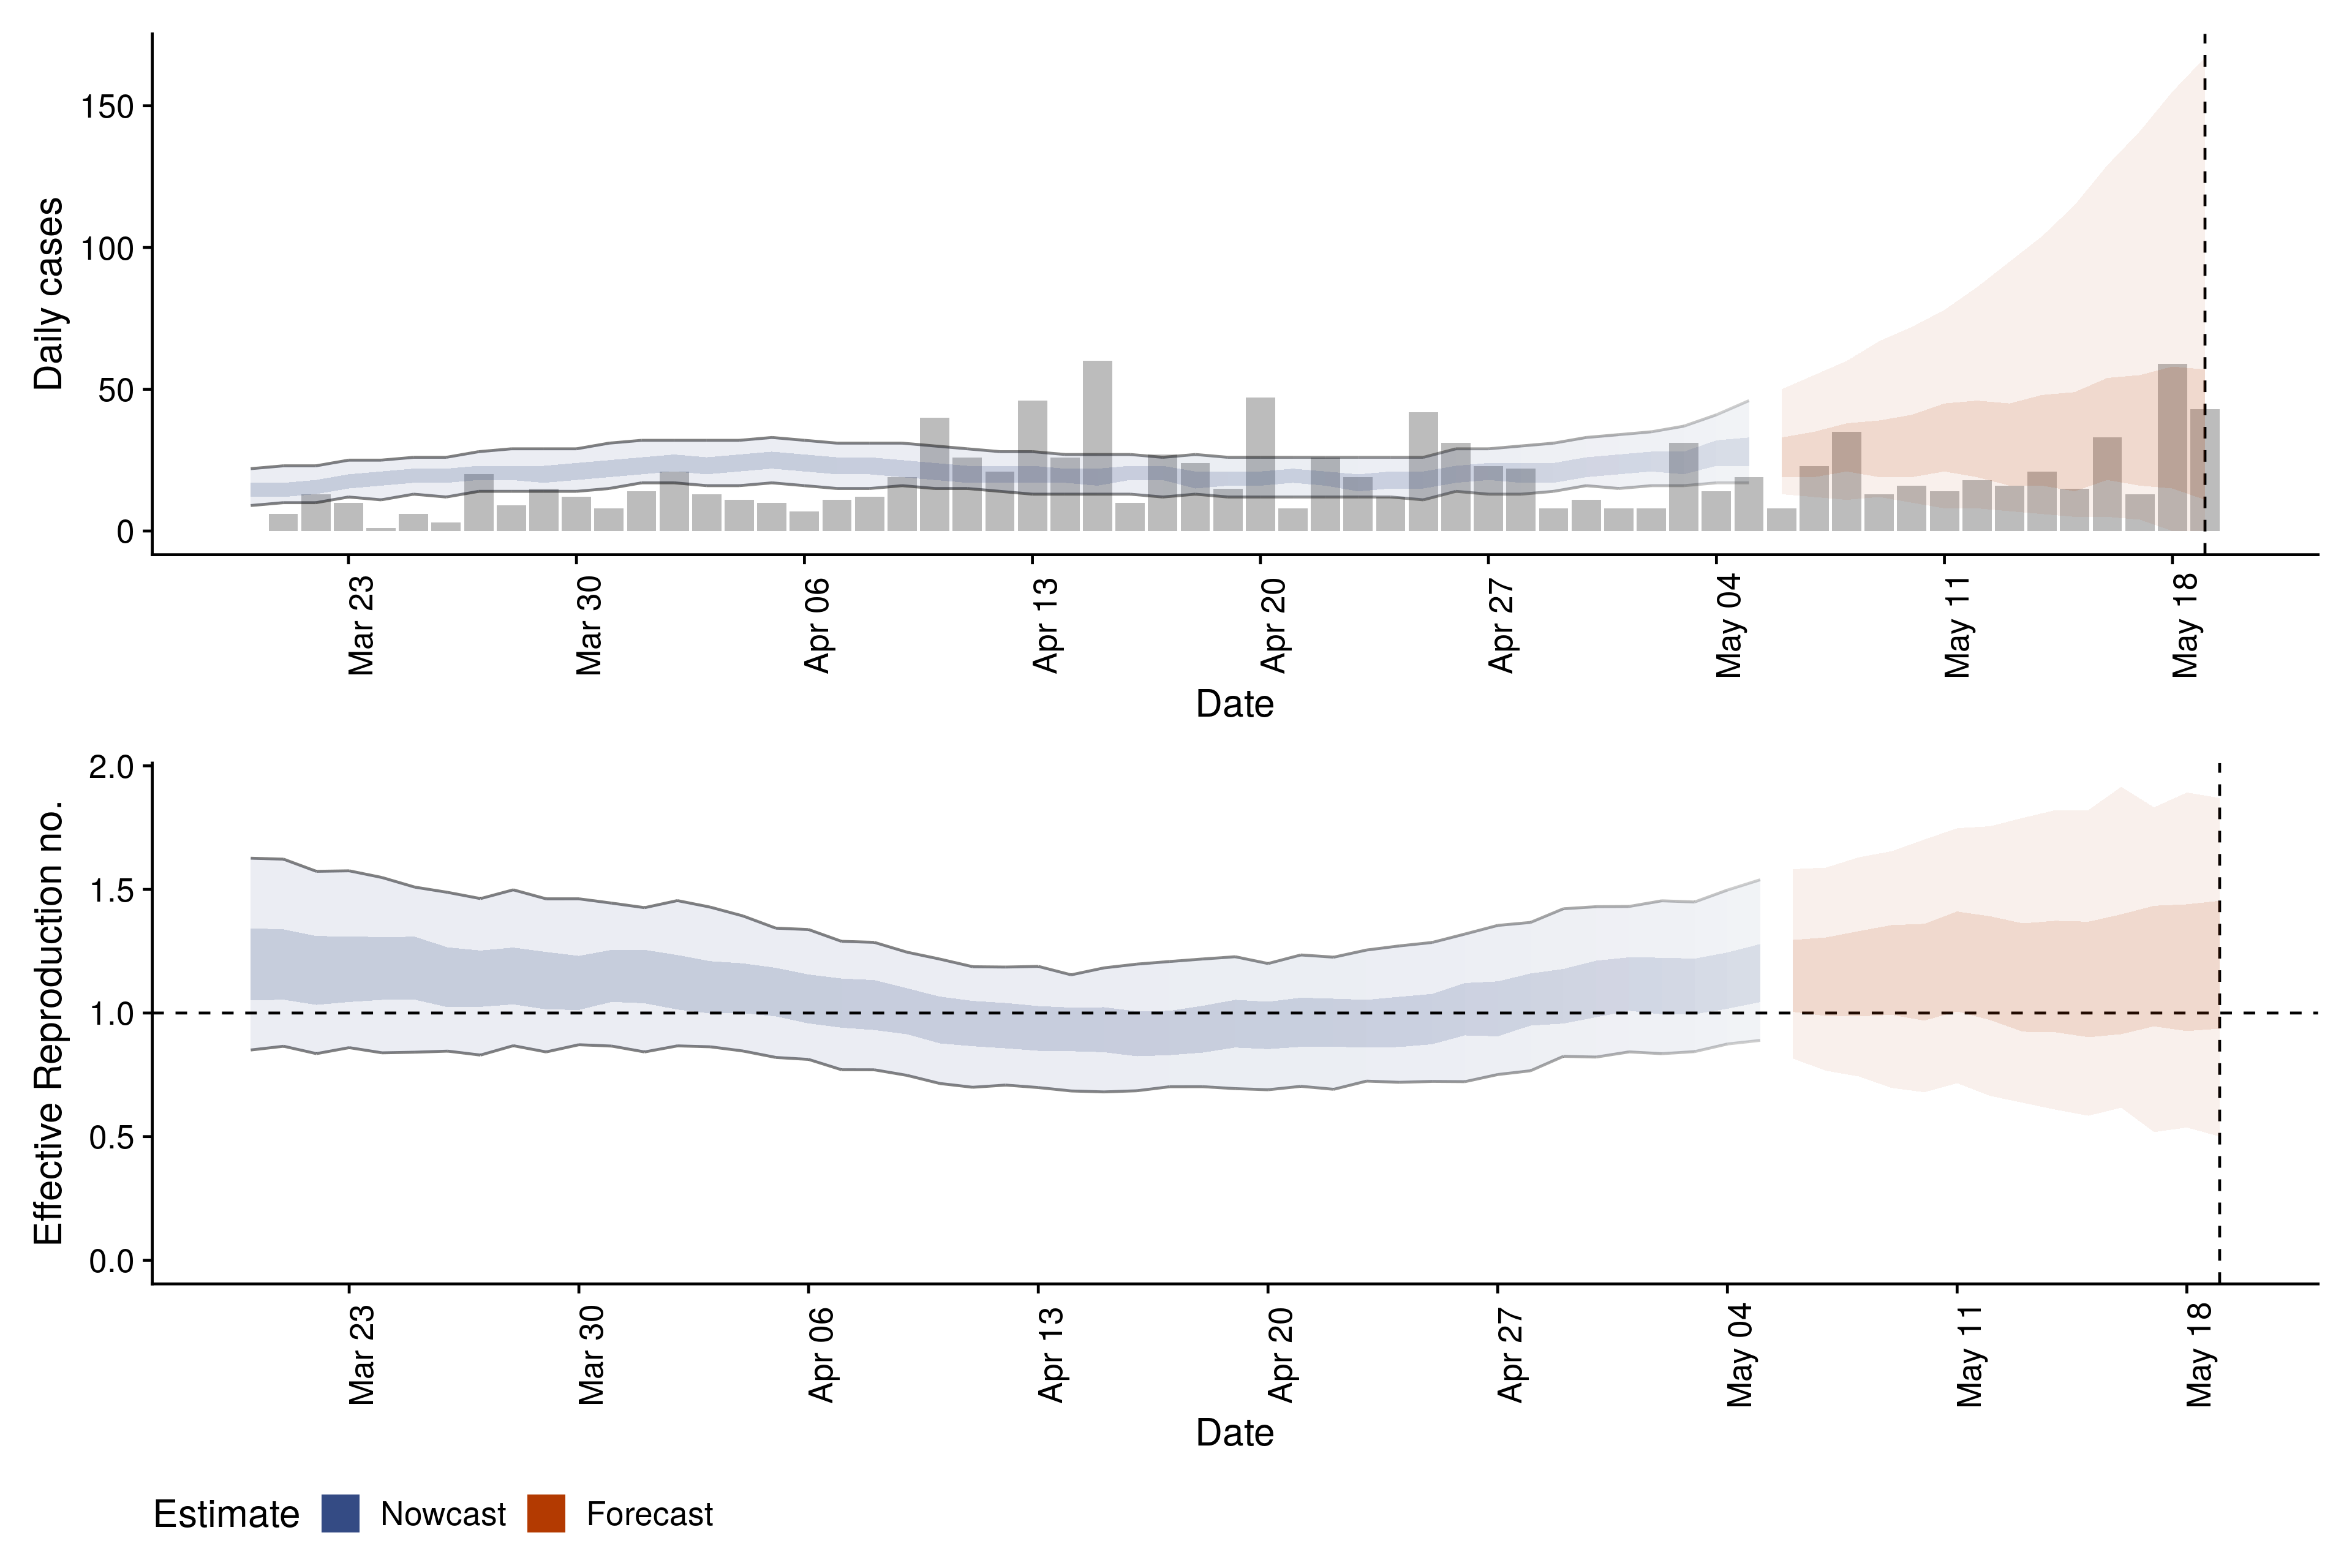 Daily cases
150
100
50
0
Mar 23
Mar 30
Apr 06
Apr 13
Apr 20
Apr 27
May 04
May 11
May 18
Date
Effective Reproduction no.
2.0
1.5
1.0
0.5
0.0
Mar 23
Mar 30
Apr 06
Apr 13
Apr 20
Apr 27
May 04
May 11
May 18
Date
Estimate Nowcast Forecast